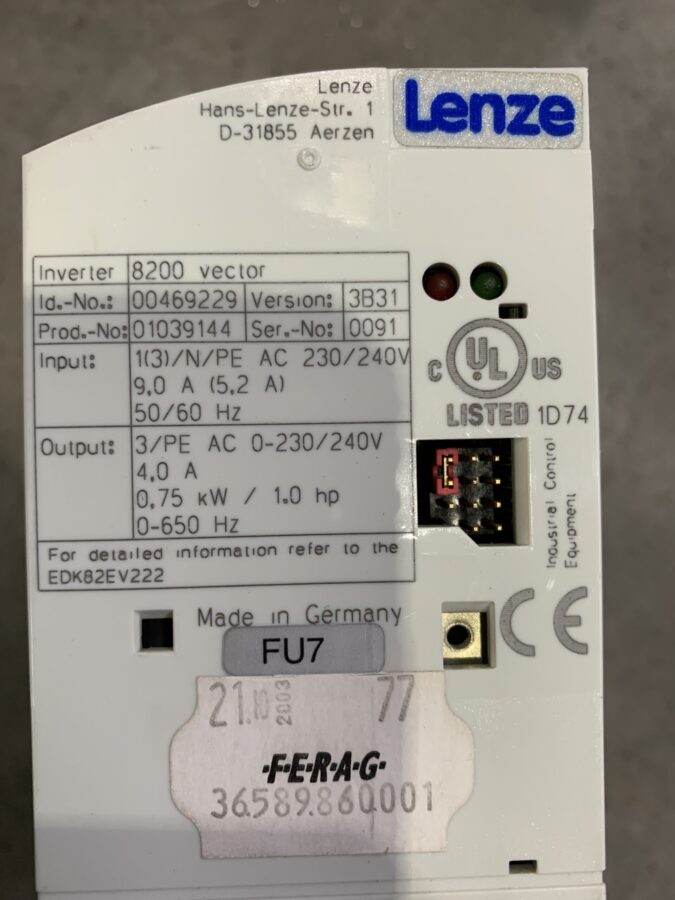 Lenze
Hans-Lenze-Str. 1
D-31855 Aerzen
Lenze
Inverter 8200 vector
Id.-No.: 00469229 Version: 3B31
Prod.-No: 01039144 Ser.-No: 0091
Input: 1(3)/N/PE AC 230/240V
9.0 A (5.2 A)
50/60 Hz
Output: 3/PE AC 0-230/240V
4.0 A
0.75 kW / 1.0 hp
0-650 Hz
For detailed information refer to the
EDK82EV222
C UL US
LISTED 1D74
Industrial Control
Equipment
Made in Germany
CE
FU7
21.10 2003 77
·F·E·R·A·G·
36.589.860.001